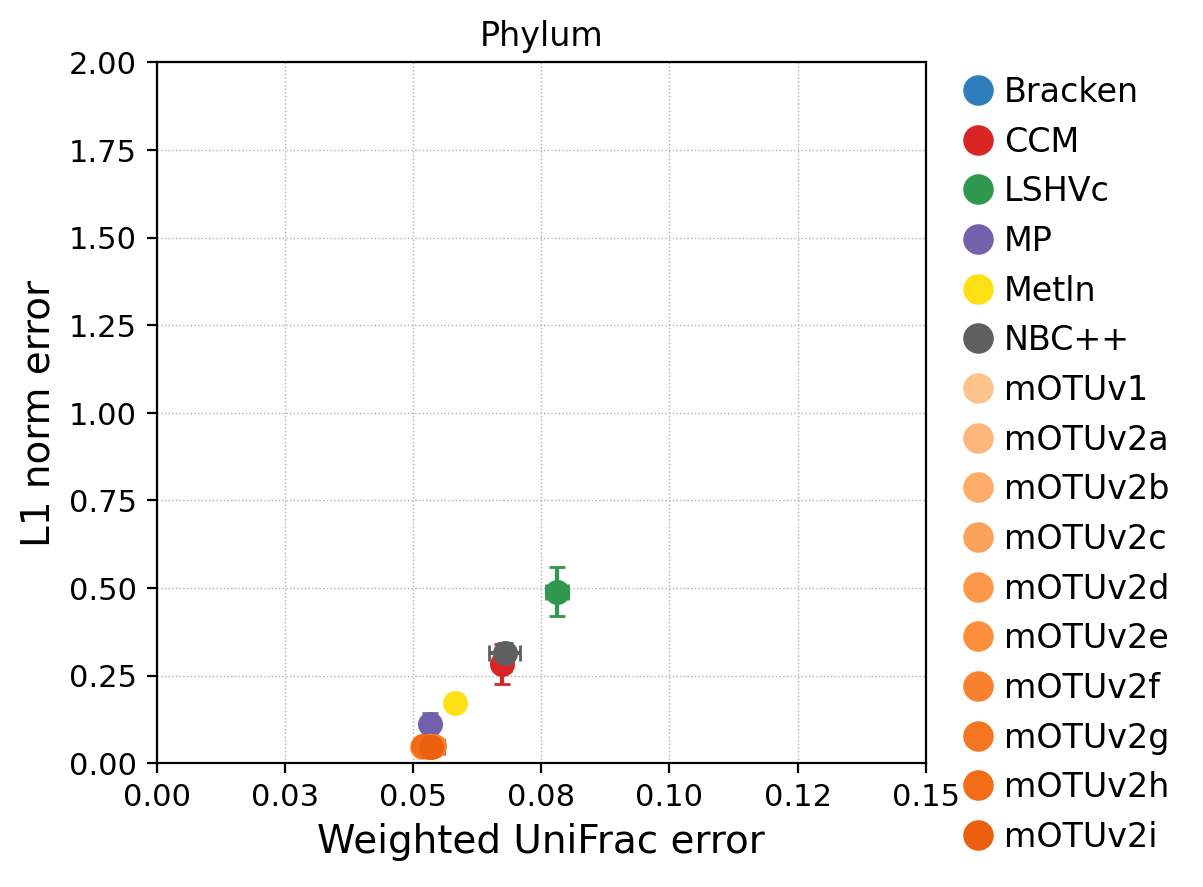 Phylum
2.00
1.75
1.50
1.25
1.00
0.75
0.50
0.25
0.00
L1 norm error
0.00 0.03 0.05 0.08 0.10 0.12 0.15
Weighted UniFrac error
Bracken
CCM
LSHVc
MP
Metln
NBC++
mOTUv1
mOTUv2a
mOTUv2b
mOTUv2c
mOTUv2d
mOTUv2e
mOTUv2f
mOTUv2g
mOTUv2h
mOTUv2i